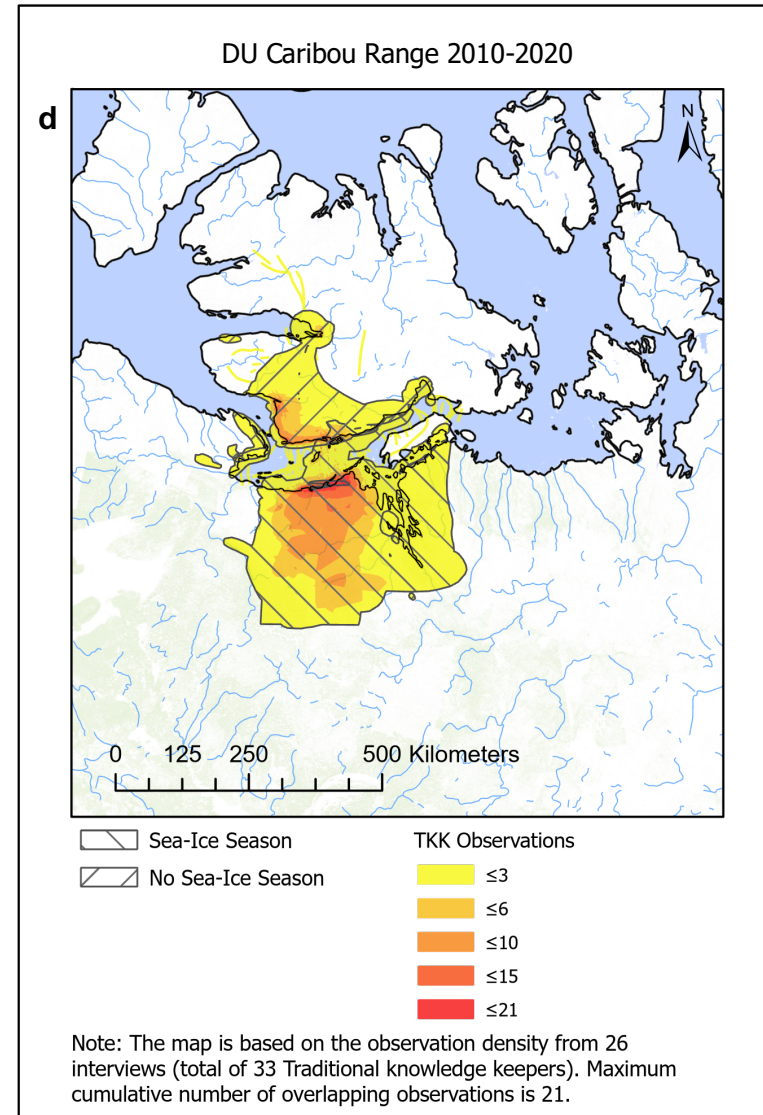 DU Caribou Range 2010-2020
d
N
0 125 250 500 Kilometers
Sea-Ice Season
No Sea-Ice Season
TKK Observations
≤3
≤6
≤10
≤15
≤21
Note: The map is based on the observation density from 26
interviews (total of 33 Traditional knowledge keepers). Maximum
cumulative number of overlapping observations is 21.